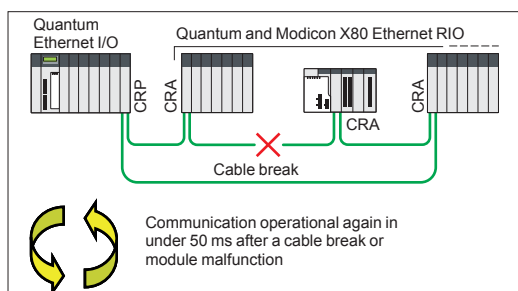 Quantum
Ethernet I/O
Quantum and Modicon X80 Ethernet RIO
CRP
CRA
CRA
CRA
Cable break
Communication operational again in
under 50 ms after a cable break or
module malfunction